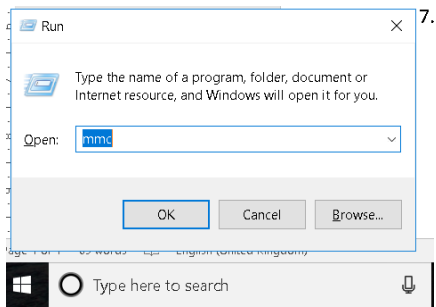 7.
Run
Type the name of a program, folder, document or
Internet resource, and Windows will open it for you.
Open:
mmc
OK
Cancel
Browse...
Type here to search